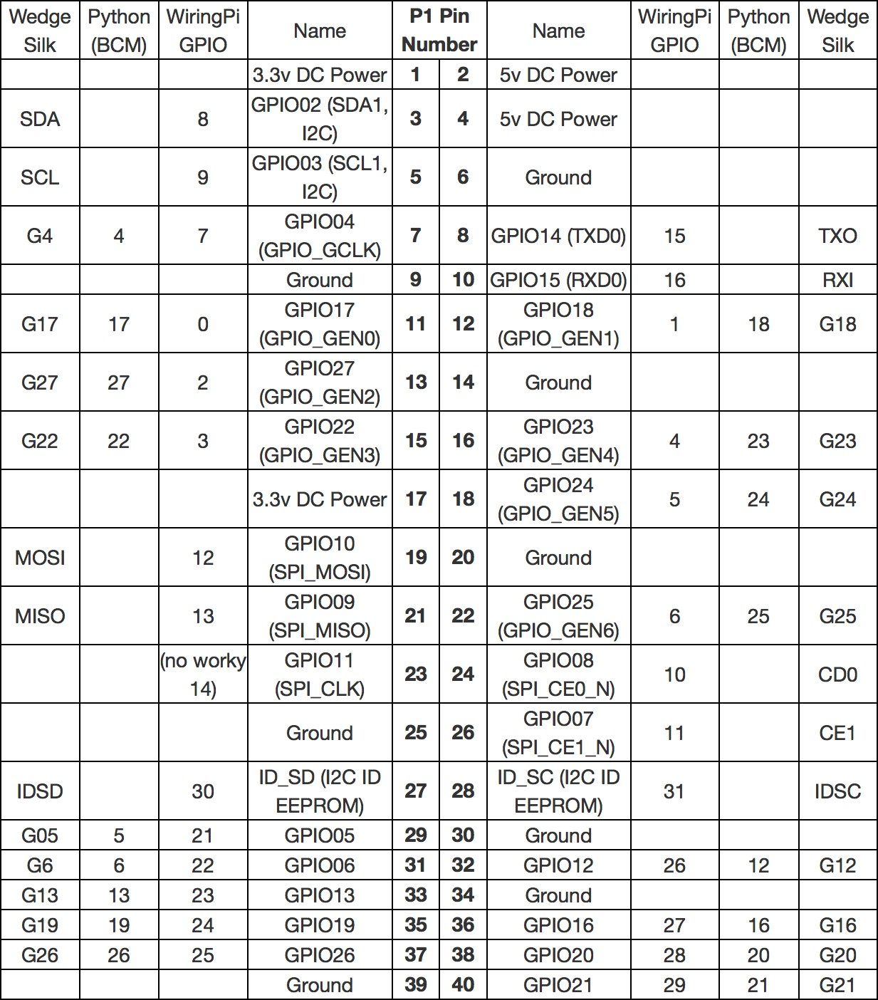 Wedge Silk Python (BCM) WiringPi GPIO Name P1 Pin Number Name WiringPi GPIO Python (BCM) Wedge Silk
3.3v DC Power 1 2 5v DC Power
SDA 8 GPIO02 (SDA1, I2C) 3 4 5v DC Power
SCL 9 GPIO03 (SCL1, I2C) 5 6 Ground
G4 4 7 GPIO04 (GPIO_GCLK) 7 8 GPIO14 (TXD0) 15 TXO
Ground 9 10 GPIO15 (RXD0) 16 RXI
G17 17 0 GPIO17 (GPIO_GEN0) 11 12 GPIO18 (GPIO_GEN1) 1 18 G18
G27 27 2 GPIO27 (GPIO_GEN2) 13 14 Ground
G22 22 3 GPIO22 (GPIO_GEN3) 15 16 GPIO23 (GPIO_GEN4) 4 23 G23
3.3v DC Power 17 18 GPIO24 (GPIO_GEN5) 5 24 G24
MOSI 12 GPIO10 (SPI_MOSI) 19 20 Ground
MISO 13 GPIO09 (SPI_MISO) 21 22 GPIO25 (GPIO_GEN6) 6 25 G25
(no worky 14) GPIO11 (SPI_CLK) 23 24 GPIO08 (SPI_CE0_N) 10 CD0
Ground 25 26 GPIO07 (SPI_CE1_N) 11 CE1
IDSD 30 ID_SD (I2C ID EEPROM) 27 28 ID_SC (I2C ID EEPROM) 31 IDSC
G05 5 21 GPIO05 29 30 Ground
G6 6 22 GPIO06 31 32 GPIO12 26 12 G12
G13 13 23 GPIO13 33 34 Ground
G19 19 24 GPIO19 35 36 GPIO16 27 16 G16
G26 26 25 GPIO26 37 38 GPIO20 28 20 G20
Ground 39 40 GPIO21 29 21 G21